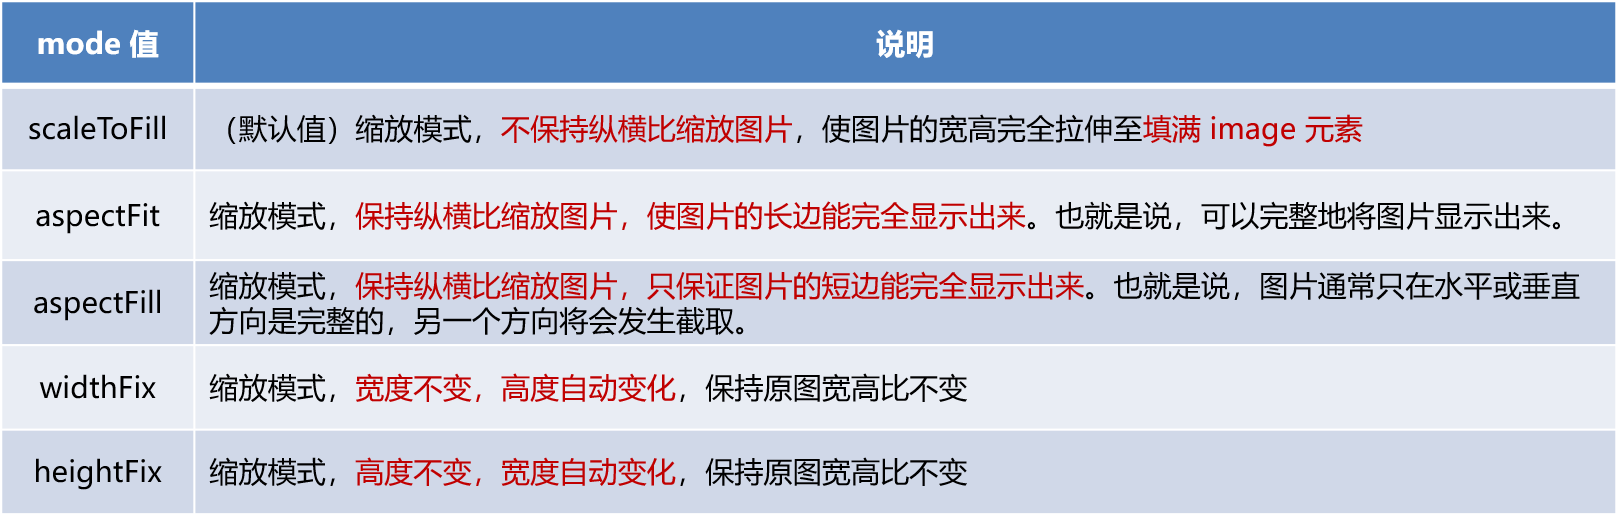 mode 值
说明
scaleToFill
（默认值）缩放模式，不保持纵横比缩放图片，使图片的宽高完全拉伸至填满 image 元素
aspectFit
缩放模式，保持纵横比缩放图片，使图片的长边能完全显示出来。也就是说，可以完整地将图片显示出来。
aspectFill
缩放模式，保持纵横比缩放图片，只保证图片的短边能完全显示出来。也就是说，图片通常只在水平或垂直
方向是完整的，另一个方向将会发生截取。
widthFix
缩放模式，宽度不变，高度自动变化，保持原图宽高比不变
heightFix
缩放模式，高度不变，宽度自动变化，保持原图宽高比不变